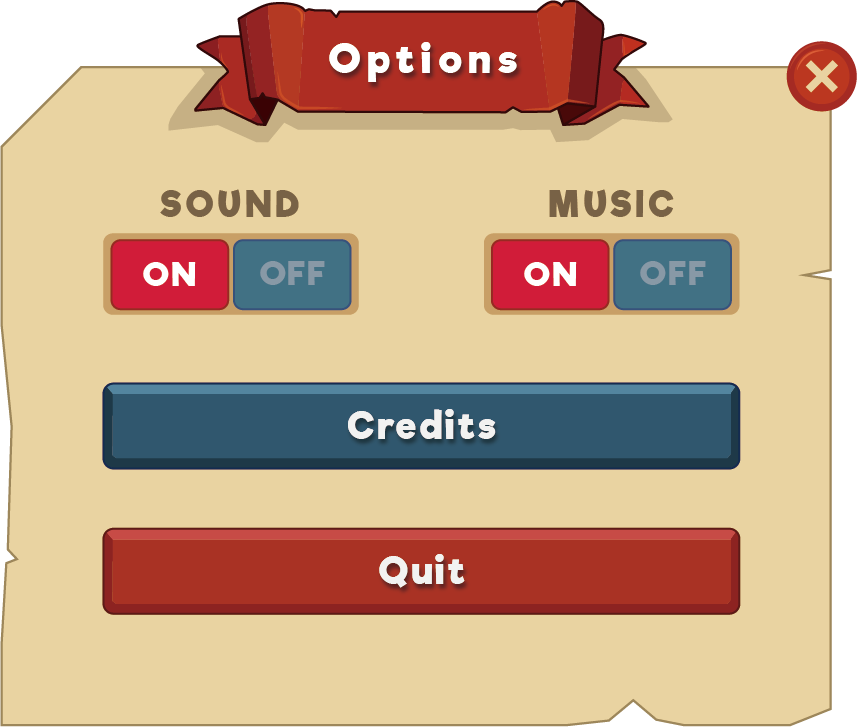 Options
SOUND MUSIC
ON OFF ON OFF
Credits
Quit